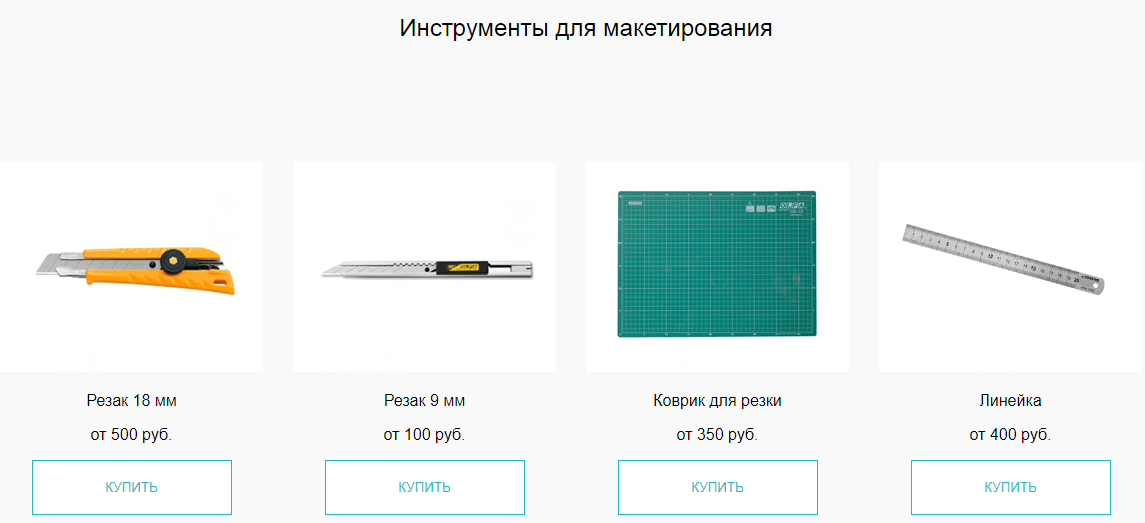 Инструменты для макетирования
OLFA
Резак 18 мм
Резак 9 мм
Коврик для резки
Линейка
от 500 руб.
от 100 руб.
от 350 руб.
от 400 руб.
КУПИТЬ
КУПИТЬ
КУПИТЬ
КУПИТЬ